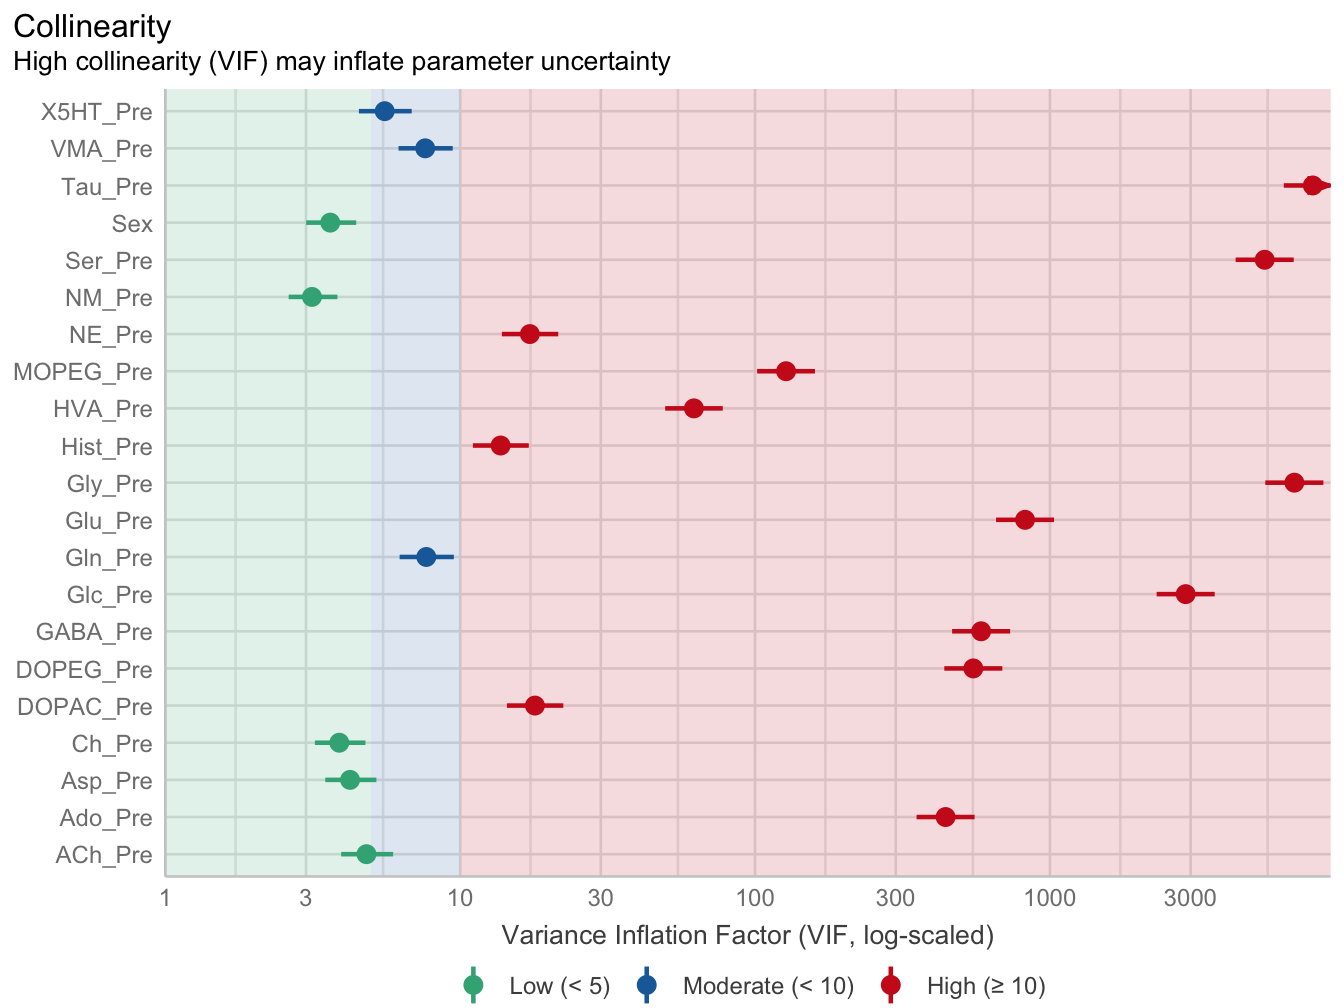 Collinearity
High collinearity (VIF) may inflate parameter uncertainty
X5HT_Pre
VMA_Pre
Tau_Pre
Sex
Ser_Pre
NM_Pre
NE_Pre
MOPEG_Pre
HVA_Pre
Hist_Pre
Gly_Pre
Glu_Pre
Gln_Pre
Glc_Pre
GABA_Pre
DOPEG_Pre
DOPAC_Pre
Ch_Pre
Asp_Pre
Ado_Pre
ACh_Pre
1 3 10 30 100 300 1000 3000
Variance Inflation Factor (VIF, log-scaled)
Low (< 5) Moderate (< 10) High (≥ 10)